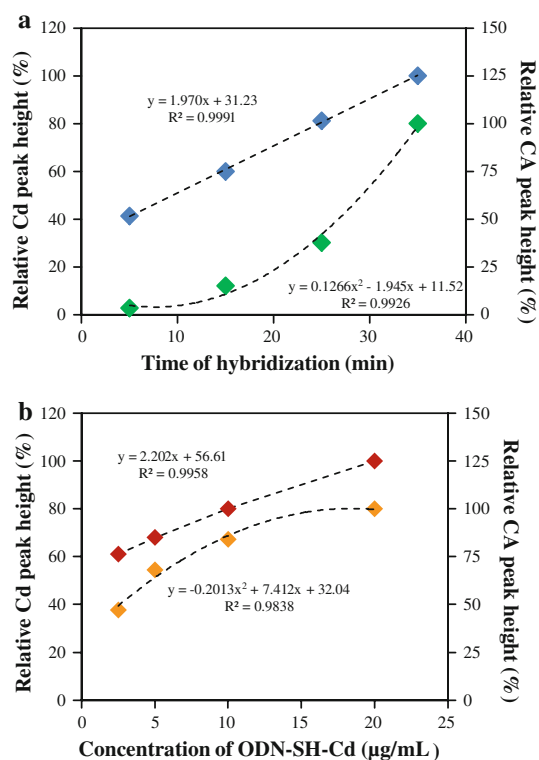 a
120
100
80
60
40
20
0
Relative Cd peak height (%)
150
125
100
75
50
25
0
Relative CA peak height (%)
y = 1.970x + 31.23
R² = 0.9991
y = 0.1266x² - 1.945x + 11.52
R² = 0.9926
0 10 20 30 40
Time of hybridization (min)
b
120
100
80
60
40
20
0
Relative Cd peak height (%)
150
125
100
75
50
25
0
Relative CA peak height (%)
y = 2.202x + 56.61
R² = 0.9958
y = -0.2013x² + 7.412x + 32.04
R² = 0.9838
0 5 10 15 20 25
Concentration of ODN-SH-Cd (µg/mL)